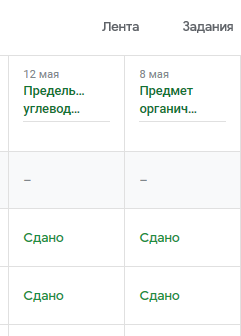 Лента Задания
12 мая 8 мая
Предель... Предмет
углевод... органич...
– –
Сдано Сдано
Сдано Сдано